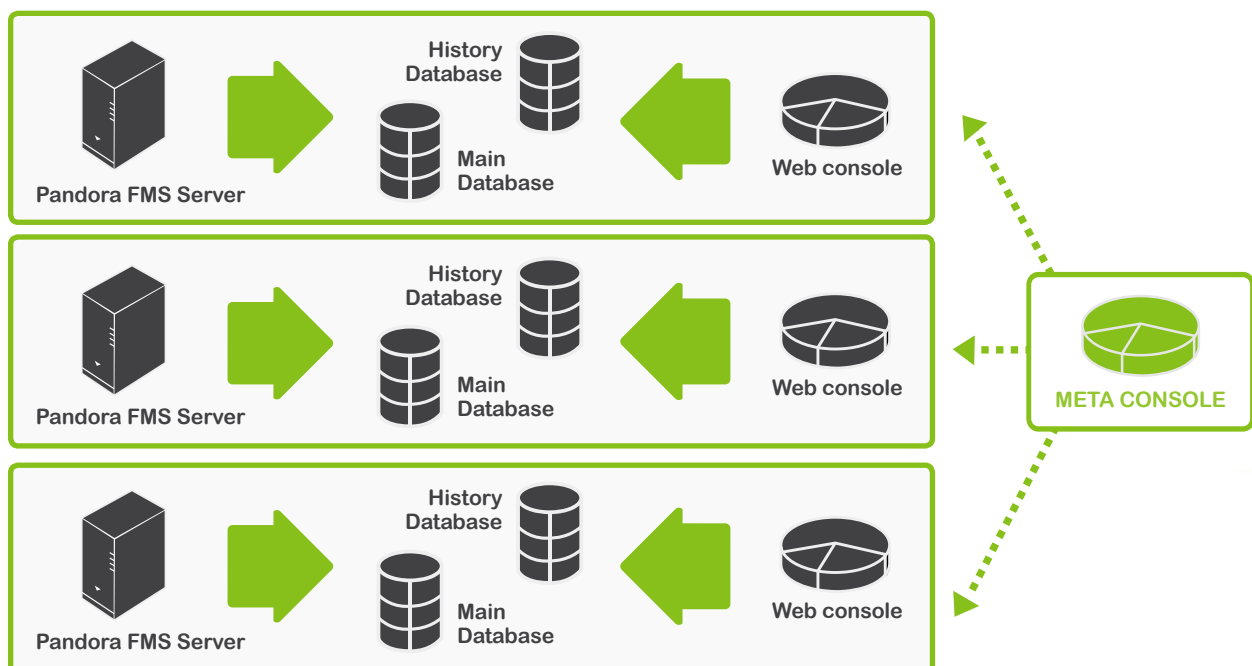 History
Database
Main
Database
Pandora FMS Server
Web console
History
Database
Main
Database
Pandora FMS Server
Web console
META CONSOLE
History
Database
Main
Database
Pandora FMS Server
Web console